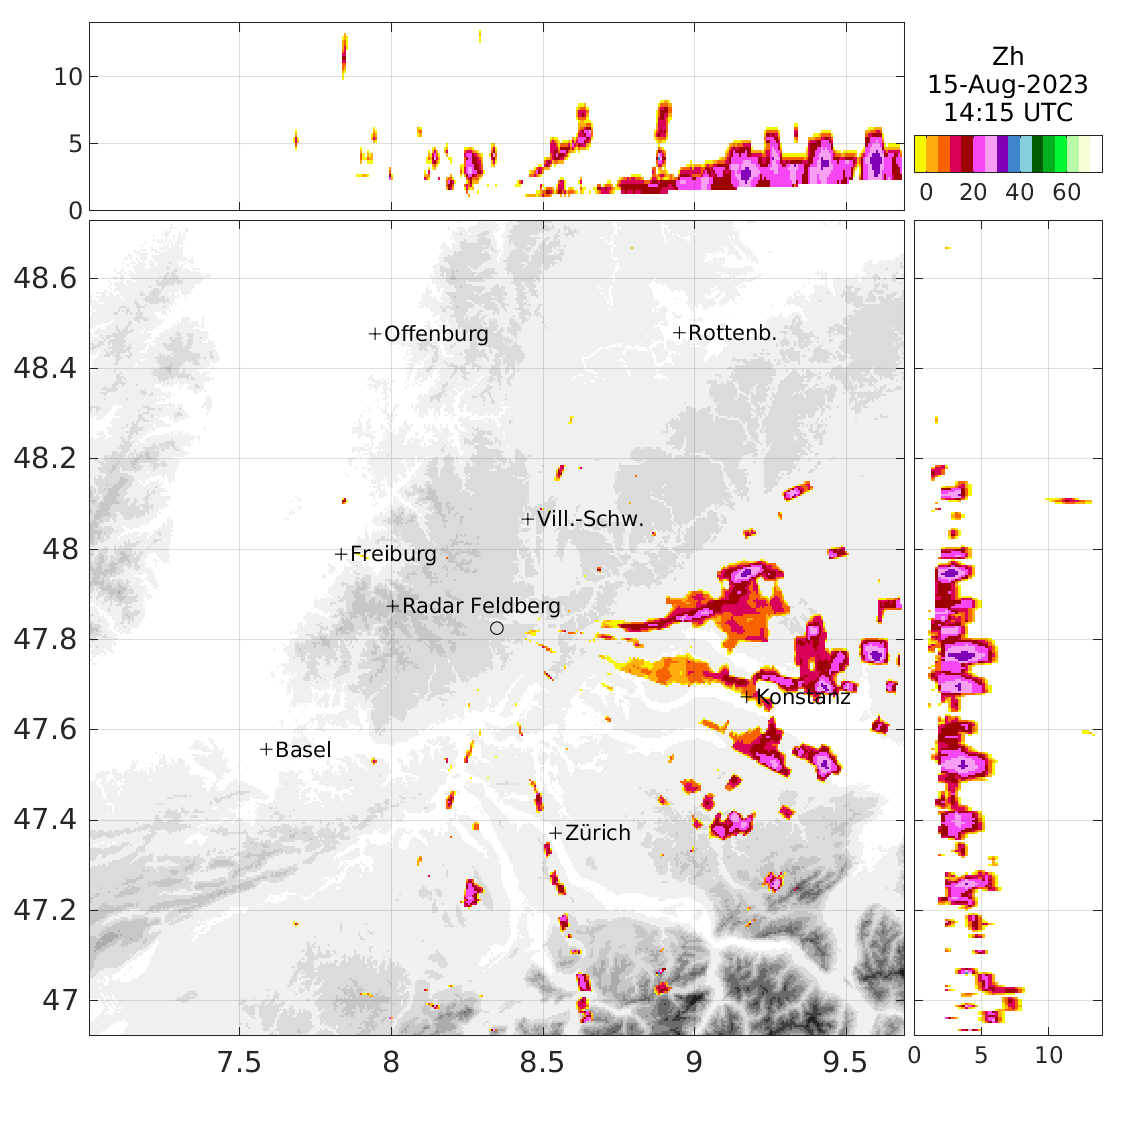 10
5
0
Zh
15-Aug-2023
14:15 UTC
0 20 40 60
48.6
48.4
48.2
48
47.8
47.6
47.4
47.2
47
+Offenburg
+Rottenb.
+Vill.-Schw.
+Freiburg
+Radar Feldberg
+Konstanz
+Basel
+Zürich
7.5 8 8.5 9 9.5
0 5 10